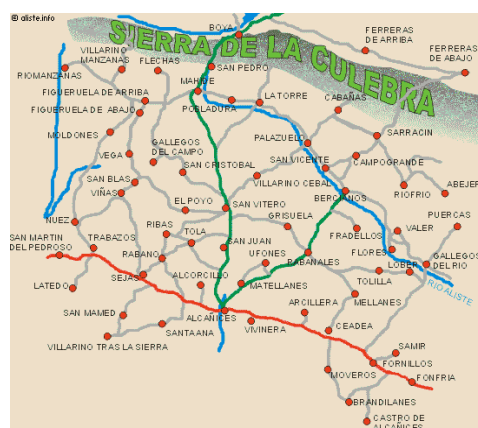 © aliste.info
BOYA
SIERRA DE LA CULEBRA
FERRERAS
DE ARRIBA
FERRERAS
DE ABAJO
VILLARINO
MANZANAS
FLECHAS
RIOMANZANAS
SAN PEDRO
MAHIDE
FIGUERUELA DE ARRIBA
POBLADURA
LA TORRE
CABAÑAS
FIGUERUELA DE ABAJO
MOLDONES
PALAZUELO
SARRACIN
GALLEGOS
DEL CAMPO
VEGA
SAN CRISTOBAL
SAN VICENTE
CAMPOGRANDE
SAN BLAS
VILLARINO CEBAL
VIÑAS
BERCIANOS
RIOFRIO
ABEJER
EL POYO
SAN VITERO
NUEZ
RIBAS
GRISUELA
PUERCAS
SAN MARTIN
DEL PEDROSO
TRABAZOS
TOLA
SAN JUAN
FRADELLOS
VALER
RABANO
UFONES
RABANALES
FLORES
GALLEGOS
DEL RIO
LOBER
SEJAS
ALCORCILLO
MATELLANES
TOLILLA
LATEDO
RIO ALISTE
ARCILLERA
MELLANES
SAN MAMED
ALCAÑICES
VIVINERA
CEADEA
SANTA ANA
VILLARINO TRAS LA SIERRA
SAMIR
FORNILLOS
MOVEROS
FONFRIA
BRANDILANES
CASTRO DE
ALCAÑICES